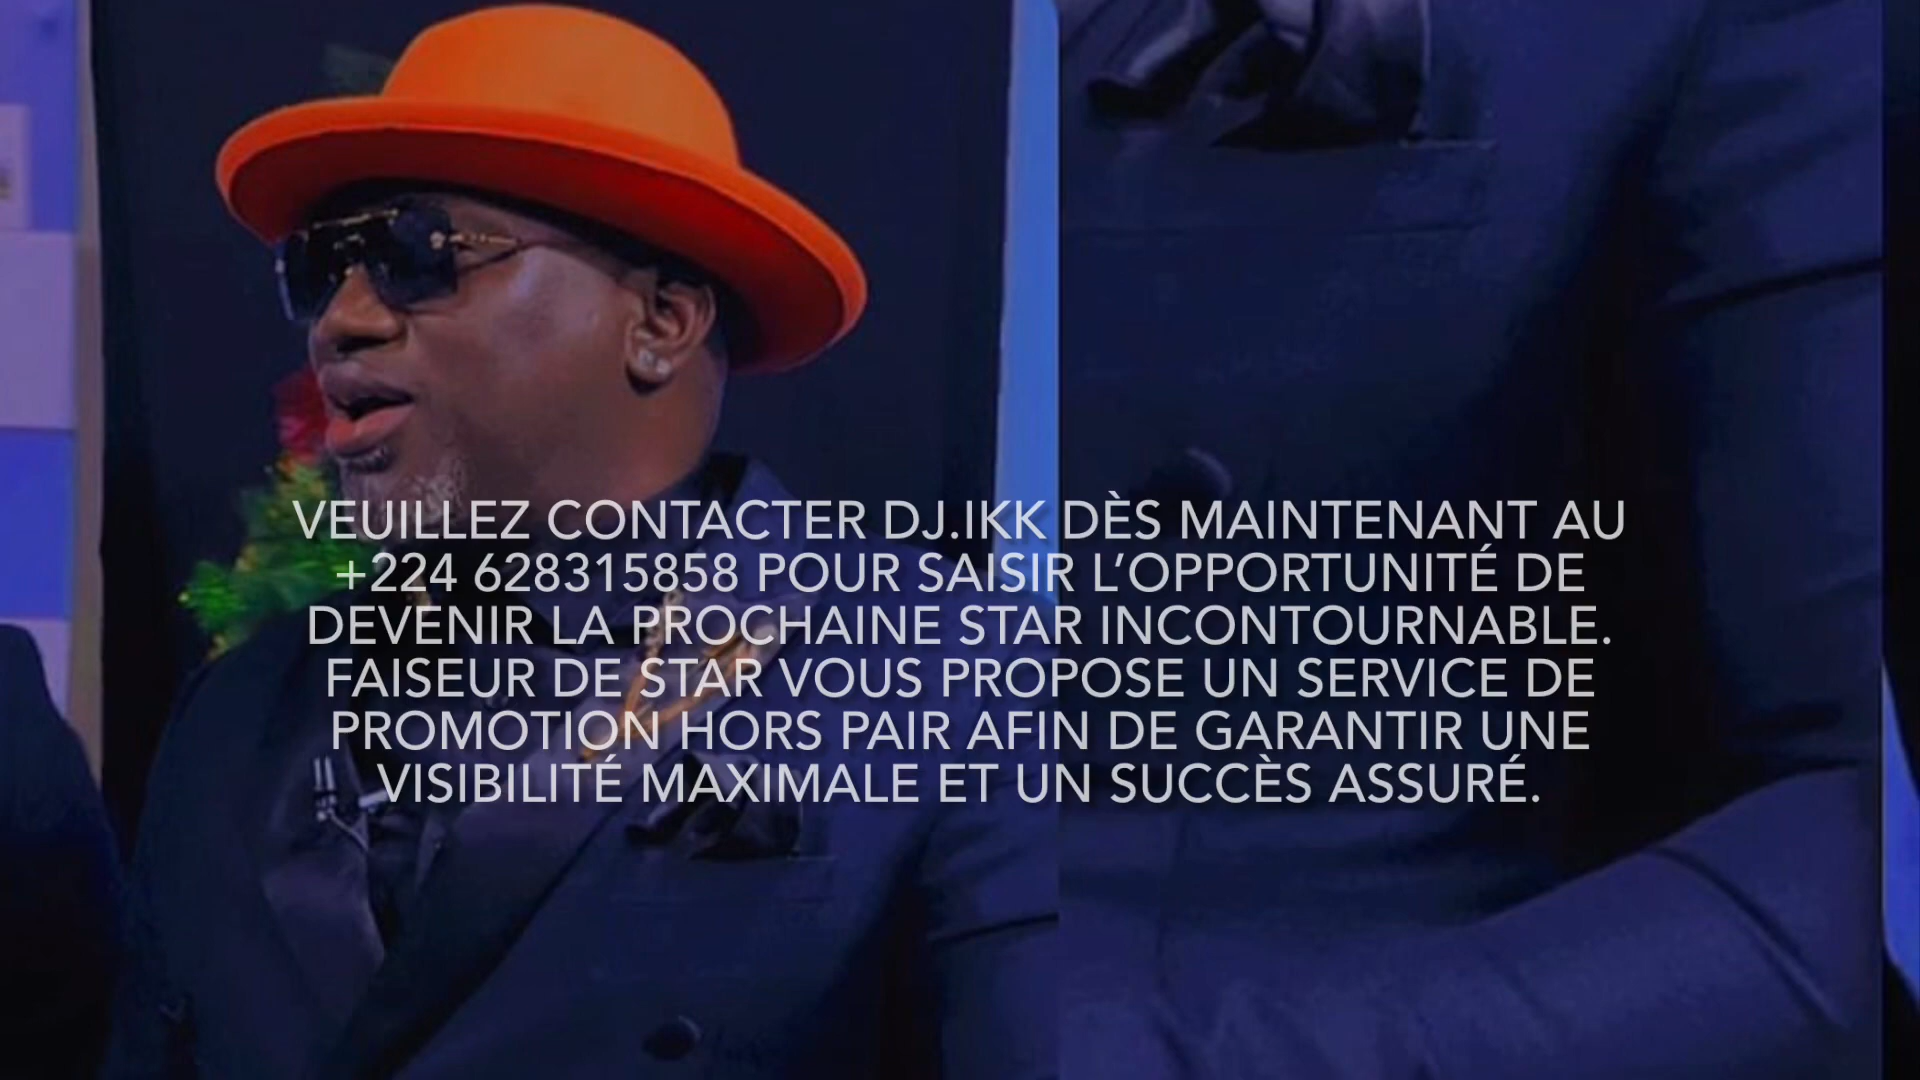 VEUILLEZ CONTACTER DJ.IKK DÈS MAINTENANT AU
+224 628315858 POUR SAISIR L’OPPORTUNITÉ DE
DEVENIR LA PROCHAINE STAR INCONTOURNABLE.
FAISEUR DE STAR VOUS PROPOSE UN SERVICE DE
PROMOTION HORS PAIR AFIN DE GARANTIR UNE
VISIBILITÉ MAXIMALE ET UN SUCCÈS ASSURÉ.